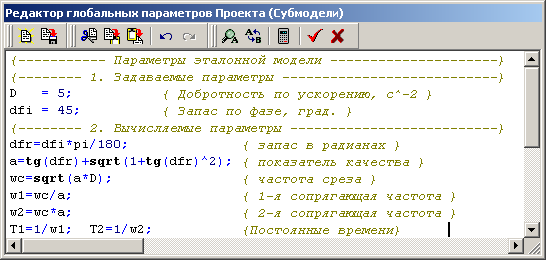 Редактор глобальных параметров Проекта (Субмодели)
{------------ Параметры эталонной модели ------------------}
{-------- 1. Задаваемые параметры ------------------------}
D   = 5;           { Добротность по ускорению, с^-2 }
dfi = 45;          { Запас по фазе, град. }
{-------- 2. Вычисляемые параметры -----------------------}
dfr=dfi*pi/180;              { запас в радианах }
a=tg(dfr)+sqrt(1+tg(dfr)^2); { показатель качества }
wc=sqrt(a*D);                { частота среза }
w1=wc/a;                     { 1-я сопрягающая частота }
w2=wc*a;                     { 2-я сопрягающая частота }
T1=1/w1;  T2=1/w2;           {Постоянные времени}